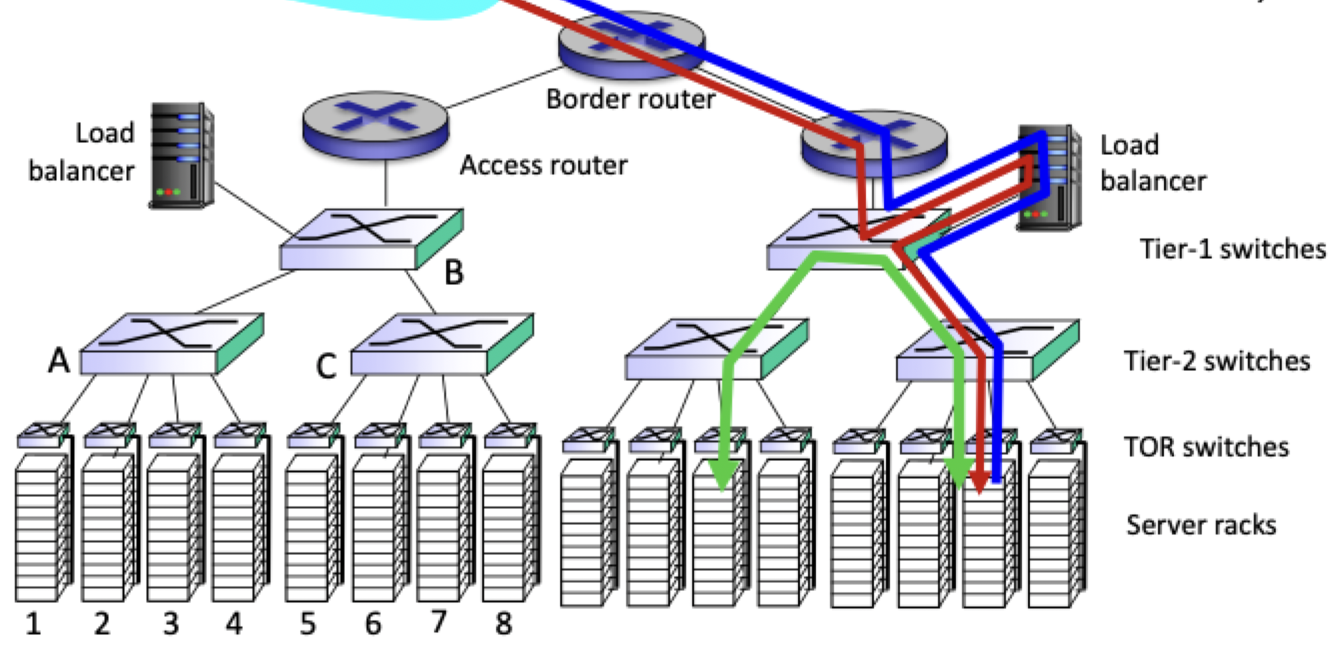 Border router
Load
balancer
Access router
Load
balancer
Tier-1 switches
B
A
C
Tier-2 switches
TOR switches
Server racks
1 2 3 4 5 6 7 8